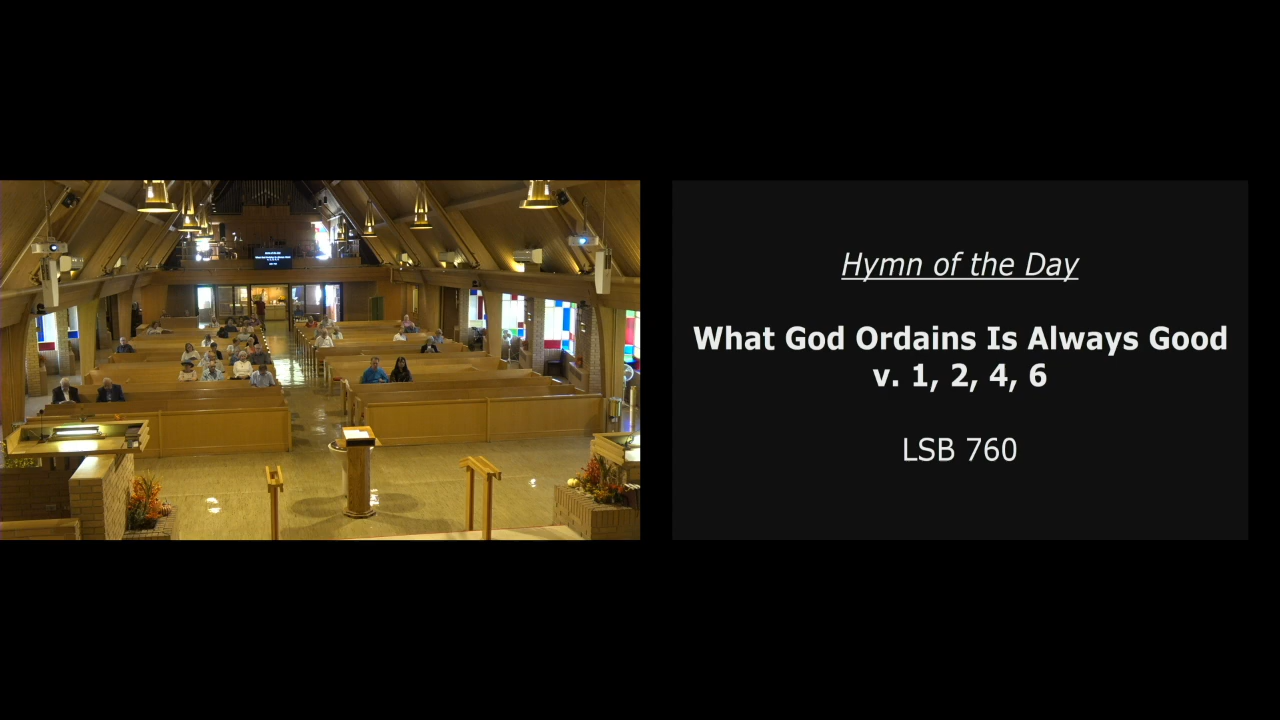 Hymn of the Day
What God Ordains Is Always Good
v. 1, 2, 4, 6
LSB 760